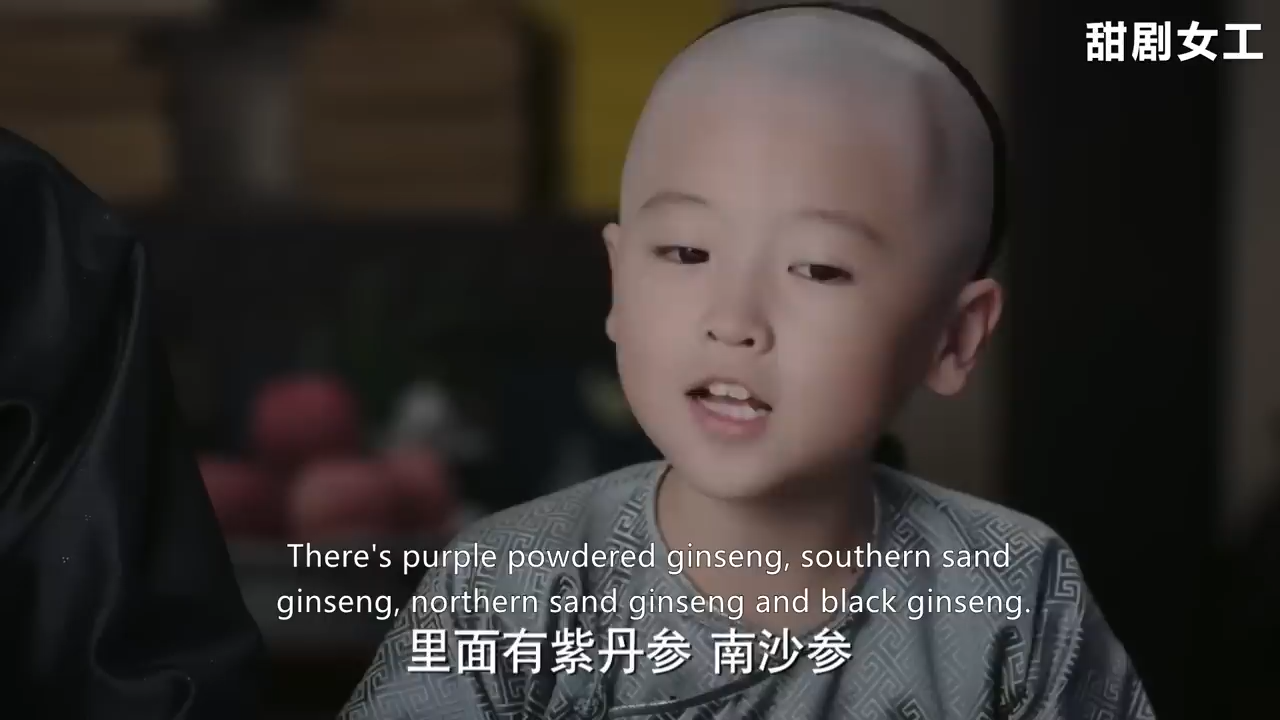 甜剧女工
There's purple powdered ginseng, southern sand
ginseng, northern sand ginseng and black ginseng.
里面有紫丹参 南沙参